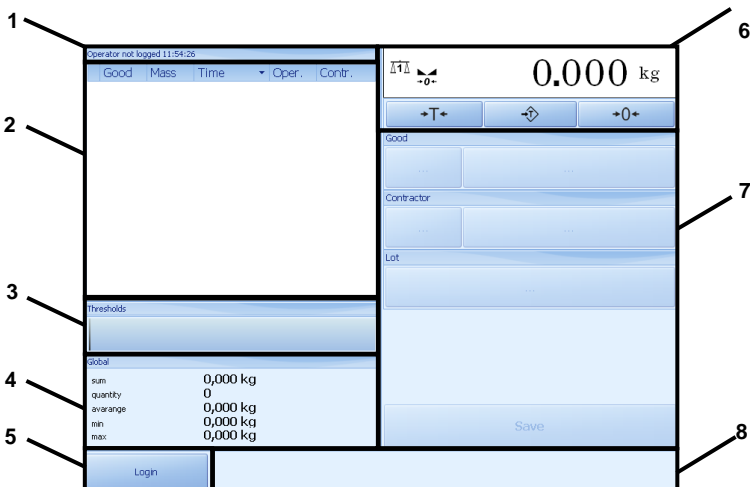 1
6
Operator not logged 11:54:26
Good Mass Time Oper. Contr.
1
→0←
0.000 kg
→T← →T →0←
2
Good
... ...
7
Contractor
... ...
Lot
...
3
Thresholds
4
Global
sum 0,000 kg
quantity 0
avarange 0,000 kg
min 0,000 kg
max 0,000 kg
Save
5
Login
8